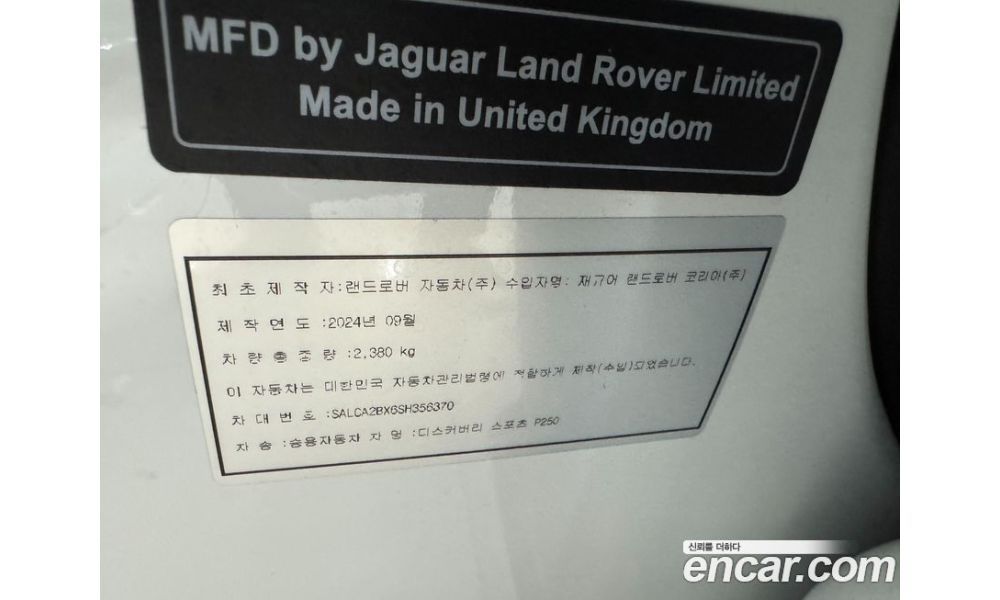 MFD by Jaguar Land Rover Limited
Made in United Kingdom
최 초 제 작 자:랜드로버 자동차(주) 수입자명: 재규어 랜드로버 코리아(주)
제 작 연 도 :2024년 09월
차 량 총 중 량 :2,380 kg
이 자동차는 대한민국 자동차관리법령에 적합하게 제작(수입)되었습니다.
차 대 번 호 :SALCA2BX6SH356370
차 종 :승용자동차 차 명 :디스커버리 스포츠 P250
신뢰를 더하다
encar.com